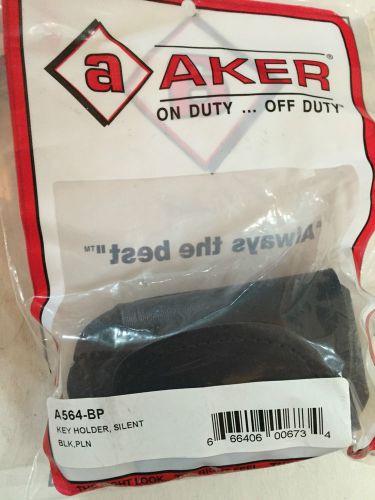 a AKER®
ON DUTY ... OFF DUTY™
"Always the best"™
A564-BP
KEY HOLDER, SILENT
BLK,PLN
6 66406 00673 4